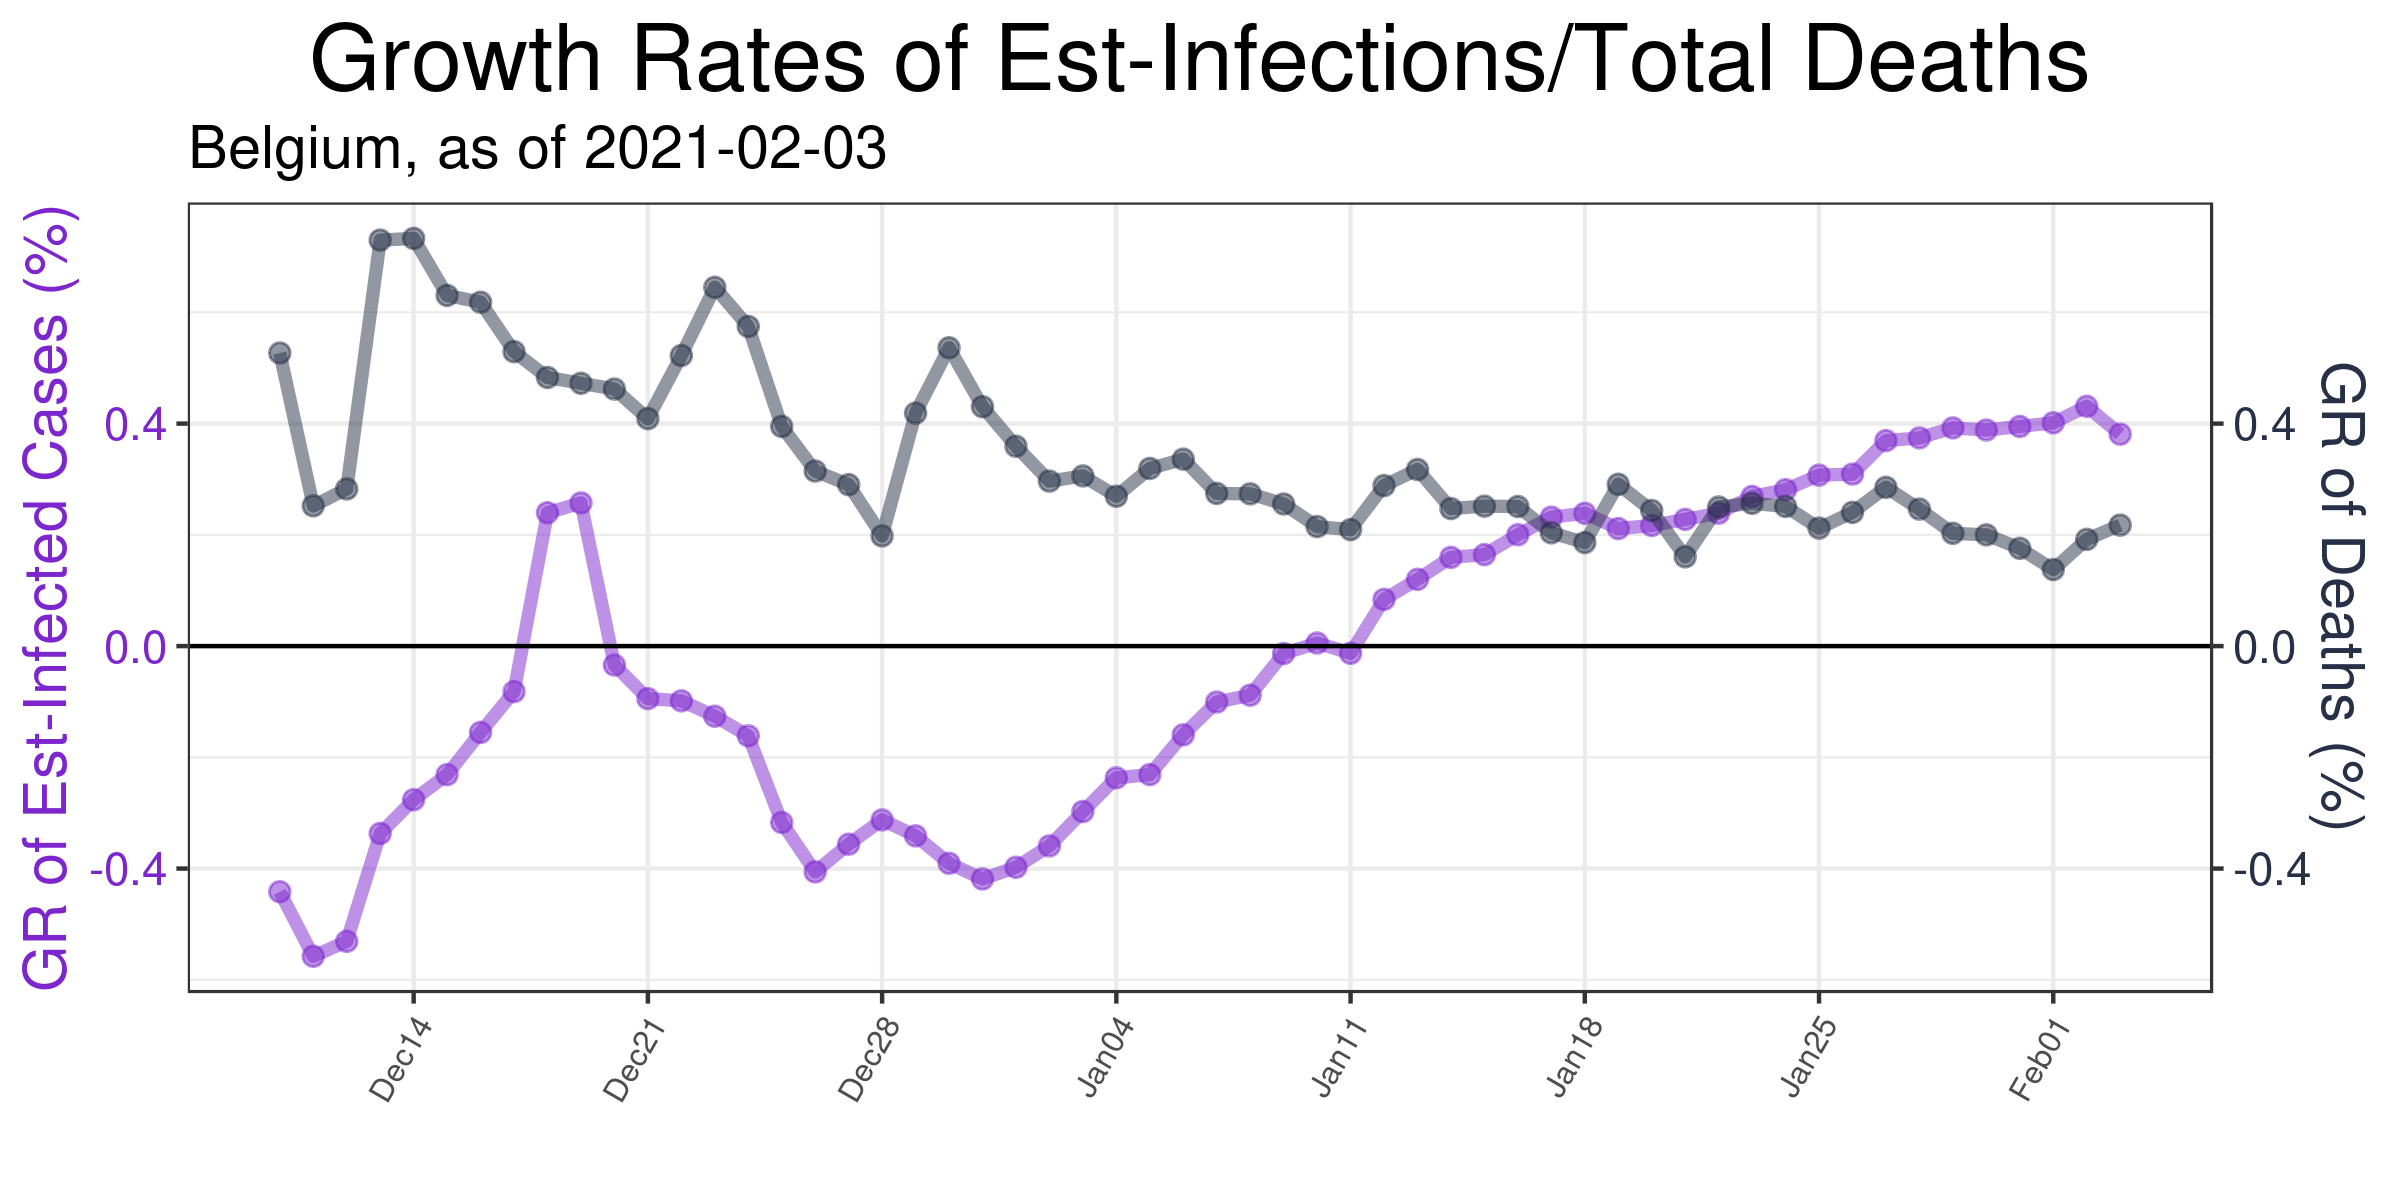 Growth Rates of Est-Infections/Total Deaths
Belgium, as of 2021-02-03
GR of Est-Infected Cases (%)
0.4
0.0
-0.4
0.4
0.0
-0.4
GR of Deaths (%)
Dec14
Dec21
Dec28
Jan04
Jan11
Jan18
Jan25
Feb01